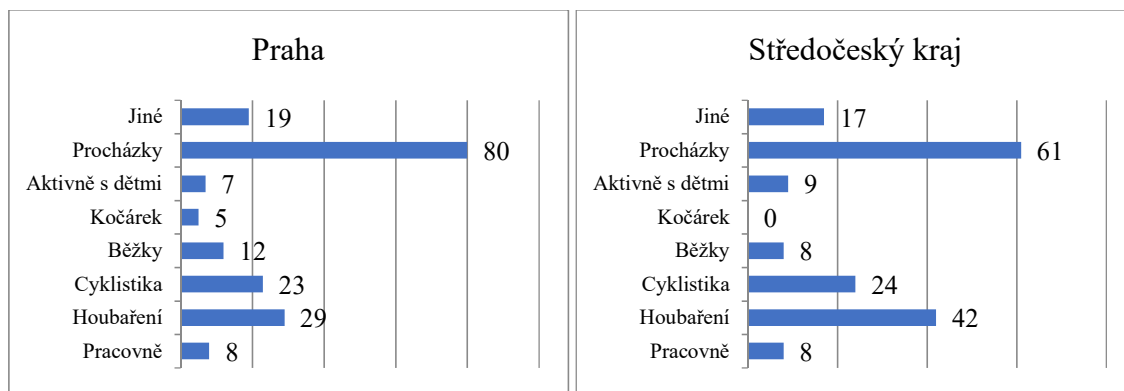 Praha
Jiné 19
Procházky 80
Aktivně s dětmi 7
Kočárek 5
Běžky 12
Cyklistika 23
Houbaření 29
Pracovně 8
Středočeský kraj
Jiné 17
Procházky 61
Aktivně s dětmi 9
Kočárek 0
Běžky 8
Cyklistika 24
Houbaření 42
Pracovně 8